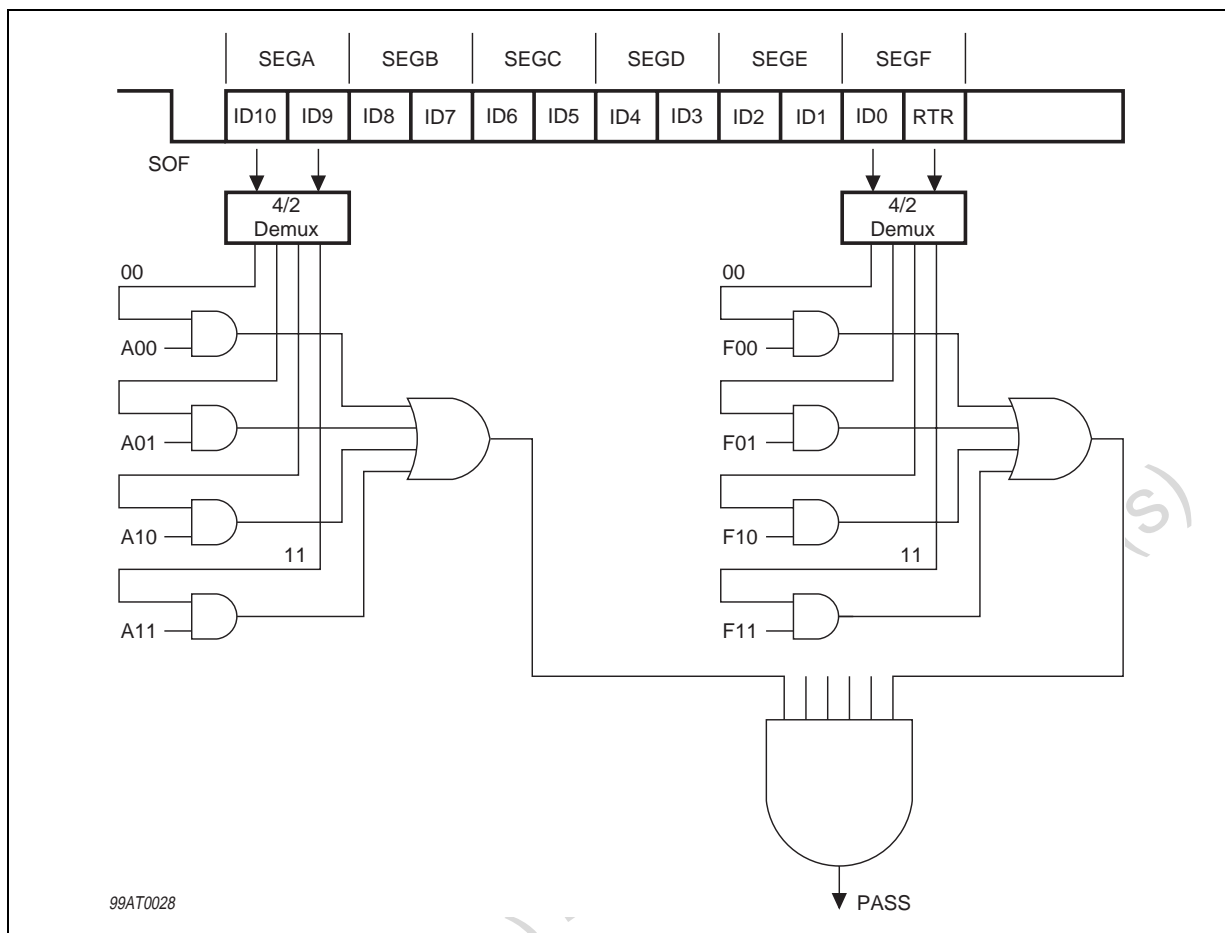 SEGA SEGB SEGC SEGD SEGE SEGF
ID10 ID9 ID8 ID7 ID6 ID5 ID4 ID3 ID2 ID1 ID0 RTR
SOF
4/2
Demux
4/2
Demux
00
A00
A01
A10
11
A11
00
F00
F01
F10
11
F11
PASS
99AT0028
(s)
)